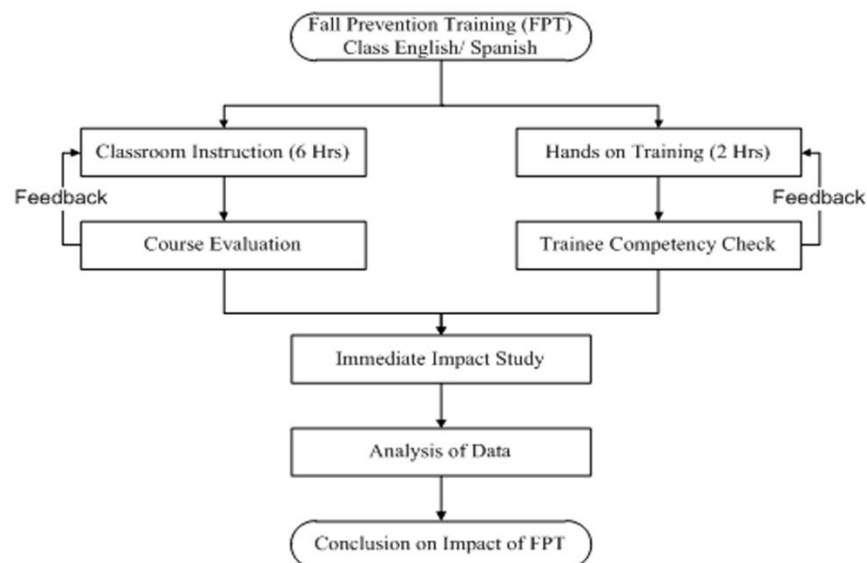 Fall Prevention Training (FPT)
Class English/ Spanish
Classroom Instruction (6 Hrs)
Hands on Training (2 Hrs)
Feedback
Feedback
Course Evaluation
Trainee Competency Check
Immediate Impact Study
Analysis of Data
Conclusion on Impact of FPT